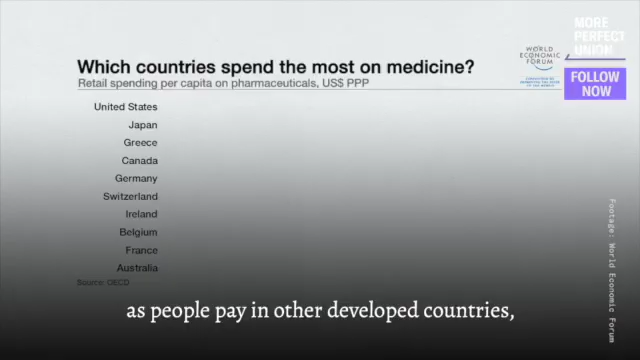 MORE
PERFECT
UNION
FOLLOW
NOW
WORLD
ECONOMIC
FORUM
Which countries spend the most on medicine?
Retail spending per capita on pharmaceuticals, US$ PPP
United States
Japan
Greece
Canada
Germany
Switzerland
Ireland
Belgium
France
Australia
Source: OECD
Footage: World Economic Forum
as people pay in other developed countries,